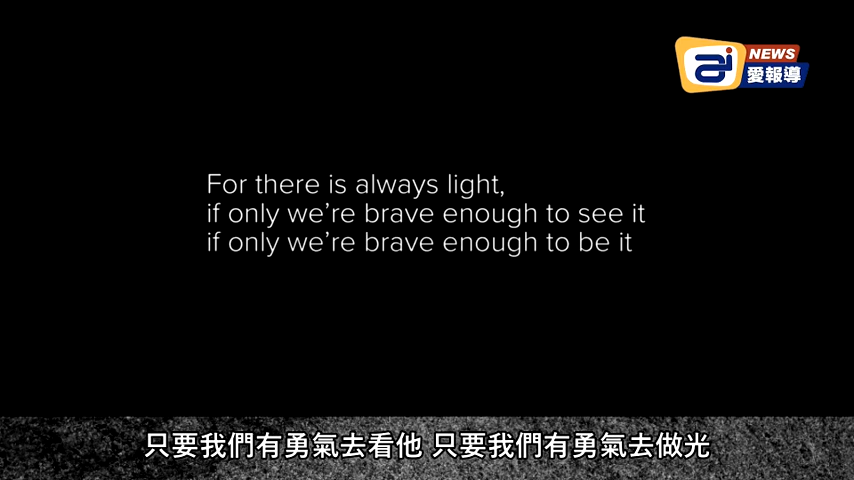 NEWS
愛報導
For there is always light,
if only we’re brave enough to see it
if only we’re brave enough to be it
只要我們有勇氣去看他 只要我們有勇氣去做光